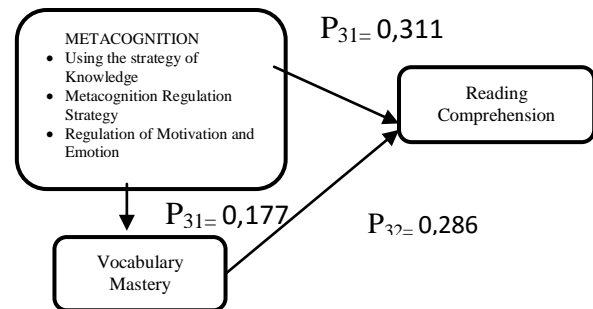 METACOGNITION
• Using the strategy of
Knowledge
• Metacognition Regulation
Strategy
• Regulation of Motivation and
Emotion
P31= 0,311
Reading
Comprehension
P31= 0,177
P32= 0,286
Vocabulary
Mastery